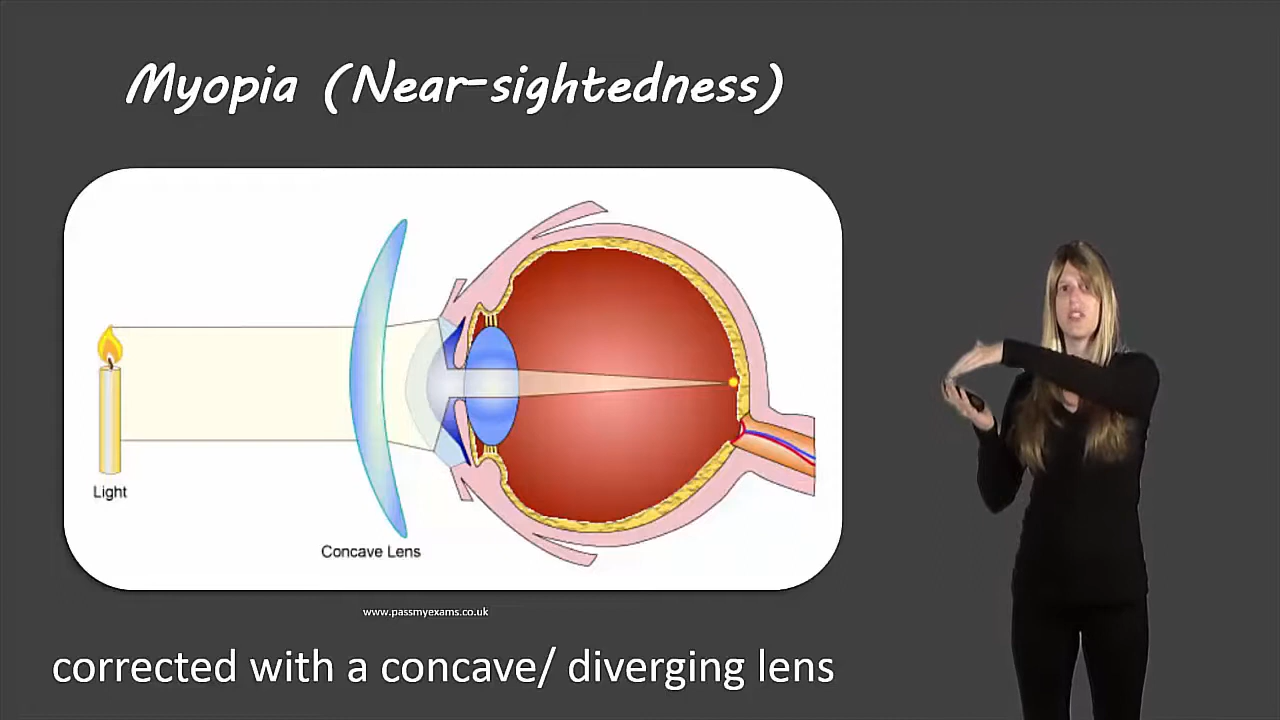 Myopia (Near-sightedness)
Light
Concave Lens
www.passmyexams.co.uk
corrected with a concave/ diverging lens